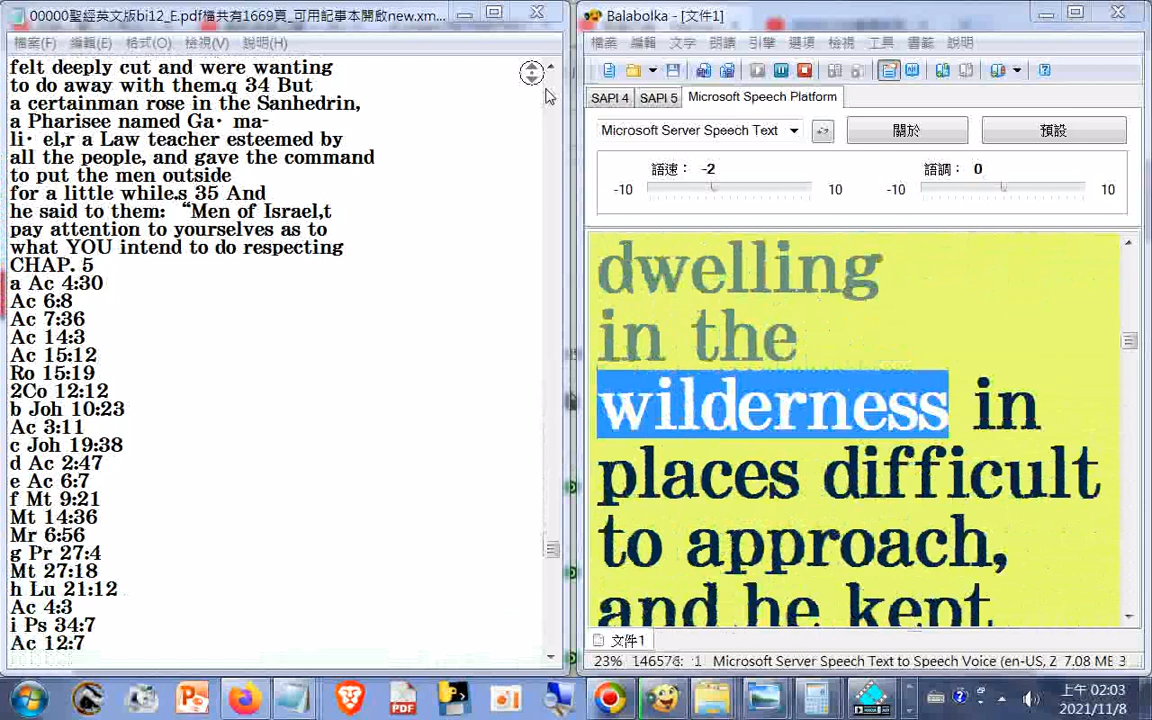 00000聖經英文版bi12_E.pdf檔共有1669頁_可用記事本開啟new.xm...
檔案(F) 編輯(E) 格式(O) 檢視(V) 說明(H)
felt deeply cut and were wanting
to do away with them.q 34 But
a certainman rose in the Sanhedrin,
a Pharisee named Ga· ma-
li· el,r a Law teacher esteemed by
all the people, and gave the command
to put the men outside
for a little while.s 35 And
he said to them: “Men of Israel,t
pay attention to yourselves as to
what YOU intend to do respecting
CHAP. 5
a Ac 4:30
Ac 6:8
Ac 7:36
Ac 14:3
Ac 15:12
Ro 15:19
2Co 12:12
b Joh 10:23
Ac 3:11
c Joh 19:38
d Ac 2:47
e Ac 6:7
f Mt 9:21
Mt 14:36
Mr 6:56
g Pr 27:4
Mt 27:18
h Lu 21:12
Ac 4:3
i Ps 34:7
Ac 12:7
Balabolka - [文件1]
檔案 編輯 文字 朗讀 引擎 選項 檢視 工具 書籤 說明
SAPI 4 SAPI 5 Microsoft Speech Platform
Microsoft Server Speech Text 關於 預設
語速： -2 語調： 0
-10 10 -10 10
dwelling
in the
wilderness in
places difficult
to approach,
and he kept
文件1
23% Microsoft Server Speech Text to Speech Voice (en-US, Z 7.08 ME 3
上午 02:03
2021/11/8